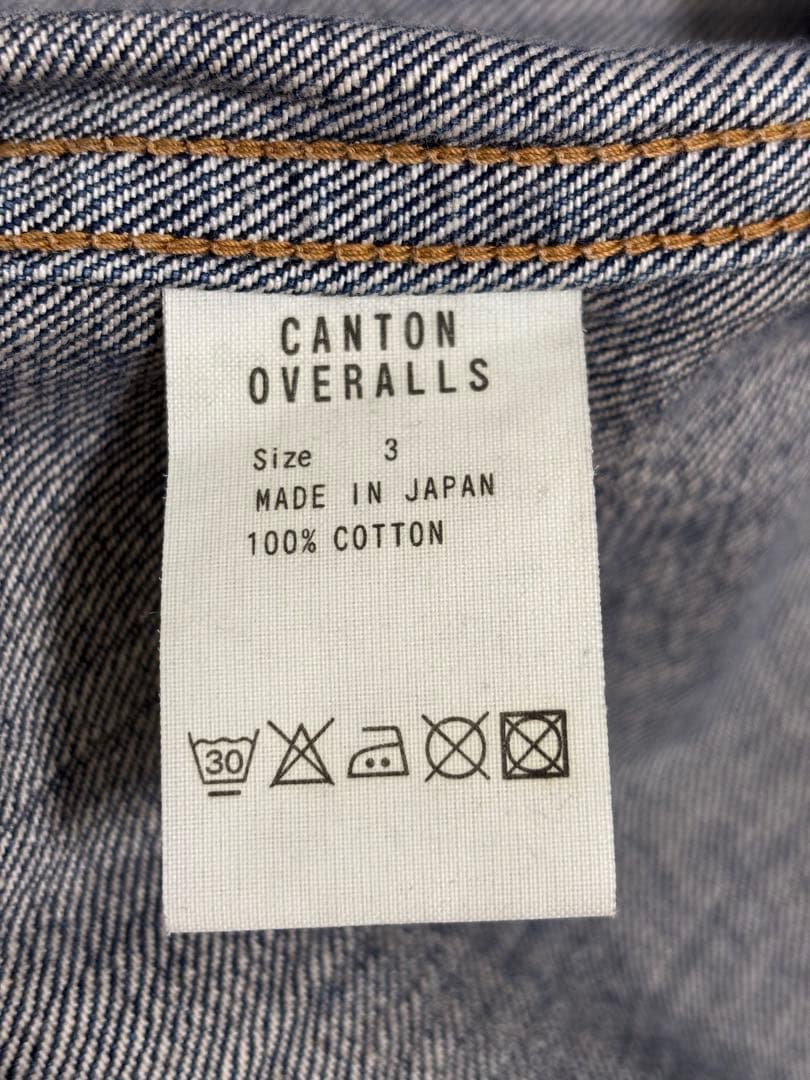 CANTON
OVERALLS
Size 3
MADE IN JAPAN
100% COTTON
30